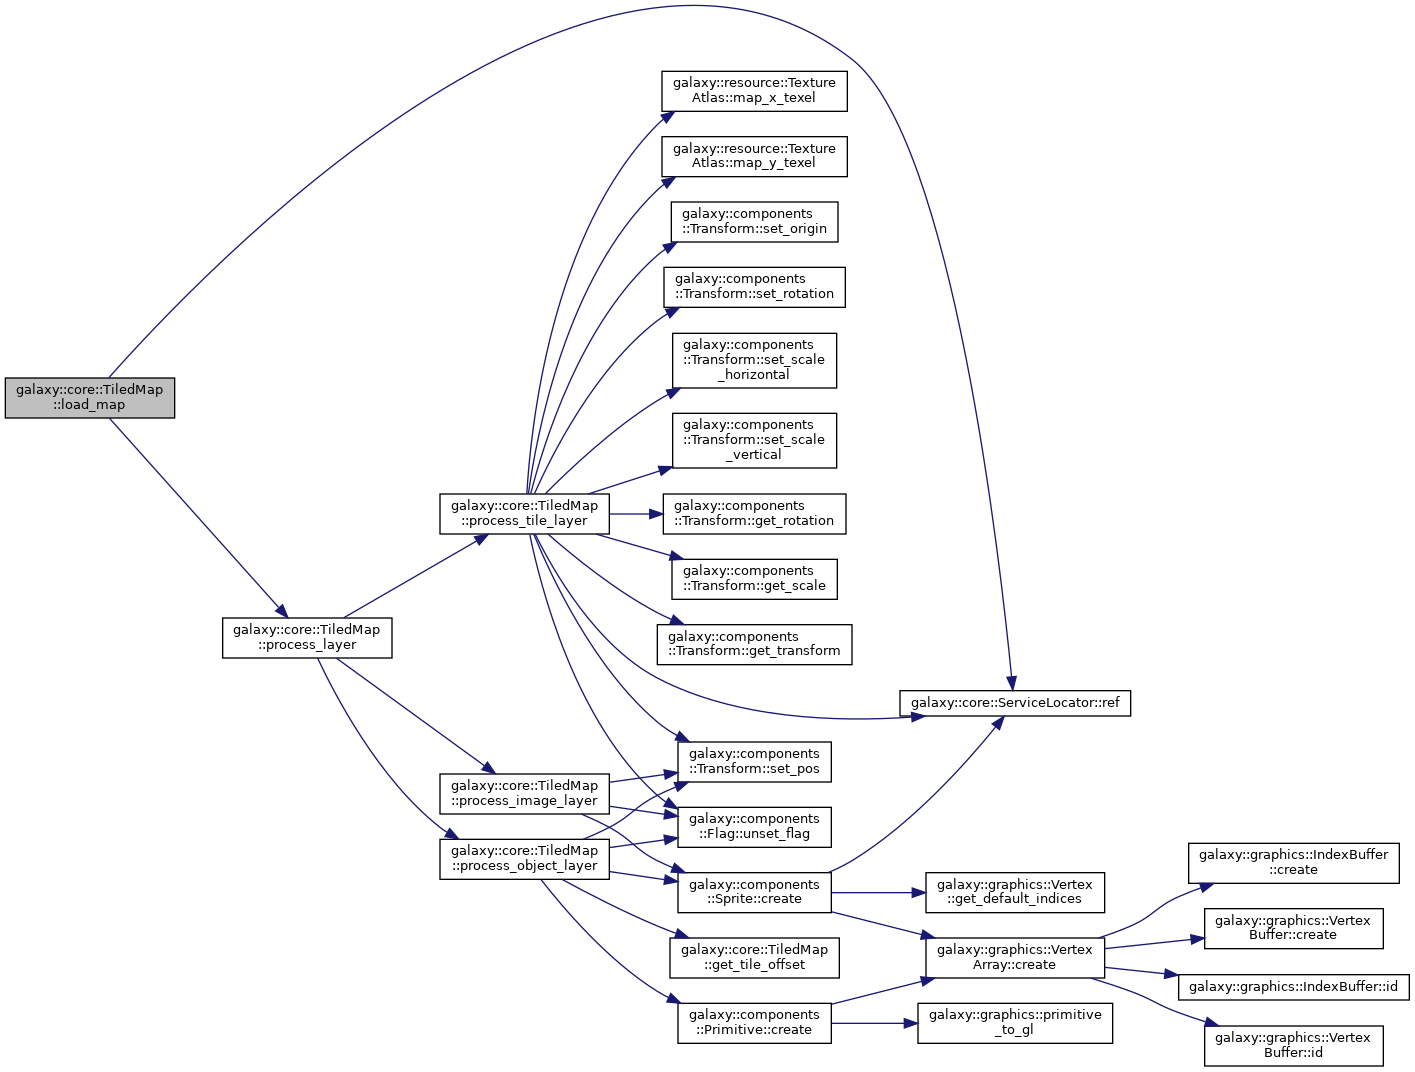 galaxy::resource::Texture
Atlas::map_x_texel
galaxy::resource::Texture
Atlas::map_y_texel
galaxy::components
::Transform::set_origin
galaxy::components
::Transform::set_rotation
galaxy::components
::Transform::set_scale
_horizontal
galaxy::core::TiledMap
::load_map
galaxy::components
::Transform::set_scale
_vertical
galaxy::core::TiledMap
::process_tile_layer
galaxy::components
::Transform::get_rotation
galaxy::components
::Transform::get_scale
galaxy::core::TiledMap
::process_layer
galaxy::components
::Transform::get_transform
galaxy::core::ServiceLocator::ref
galaxy::components
::Transform::set_pos
galaxy::core::TiledMap
::process_image_layer
galaxy::components
::Flag::unset_flag
galaxy::core::TiledMap
::process_object_layer
galaxy::graphics::IndexBuffer
::create
galaxy::components
::Sprite::create
galaxy::graphics::Vertex
::get_default_indices
galaxy::graphics::Vertex
Buffer::create
galaxy::core::TiledMap
::get_tile_offset
galaxy::graphics::Vertex
Array::create
galaxy::graphics::IndexBuffer::id
galaxy::components
::Primitive::create
galaxy::graphics::primitive
_to_gl
galaxy::graphics::Vertex
Buffer::id